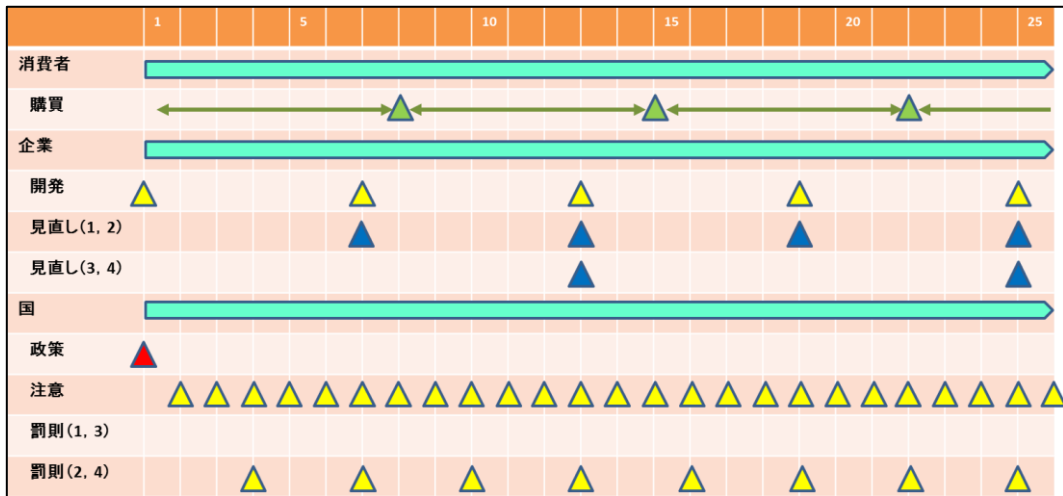 1 5 10 15 20 25
消費者
購買
企業
開発
見直し(1, 2)
見直し(3, 4)
国
政策
注意
罰則(1, 3)
罰則(2, 4)